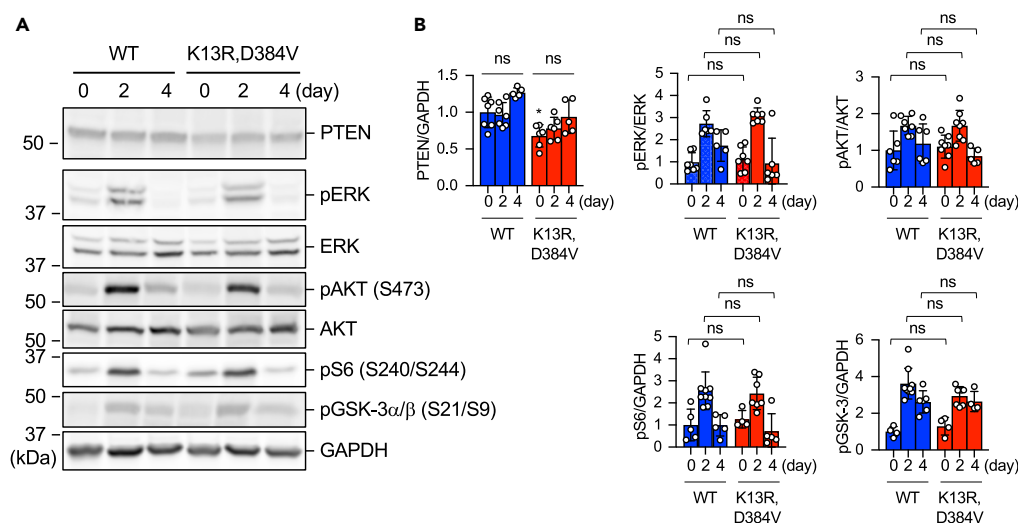 A
WT K13R,D384V
0 2 4 0 2 4 (day)
50 PTEN
37 pERK
37 ERK
50 pAKT (S473)
50 AKT
37 pS6 (S240/S244)
50 pGSK-3α/β (S21/S9)
37 GAPDH
(kDa)
B
ns ns
PTEN/GAPDH
1.5
1.0
0.5
0.0
*
0 2 4 0 2 4 (day)
WT K13R,
D384V
ns
ns
ns
pERK/ERK
5
4
3
2
1
0
0 2 4 0 2 4 (day)
WT K13R,
D384V
ns
ns
ns
pAKT/AKT
3
2
1
0
0 2 4 0 2 4 (day)
WT K13R,
D384V
ns
ns
ns
pS6/GAPDH
5
4
3
2
1
0
0 2 4 0 2 4 (day)
WT K13R,
D384V
ns
ns
ns
pGSK-3/GAPDH
6
4
2
0
0 2 4 0 2 4 (day)
WT K13R,
D384V